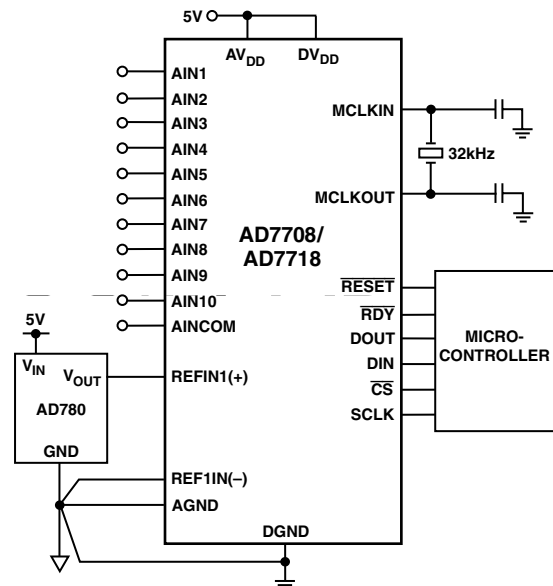 5V
AVDD
DVDD
AIN1
AIN2
AIN3
AIN4
AIN5
AIN6
AIN7
AIN8
AIN9
AIN10
AINCOM
REFIN1(+)
REF1IN(–)
AGND
DGND
AD7708/
AD7718
MCLKIN
32kHz
MCLKOUT
RESET
RDY
DOUT
DIN
CS
SCLK
MICRO-
CONTROLLER
5V
VIN
VOUT
AD780
GND